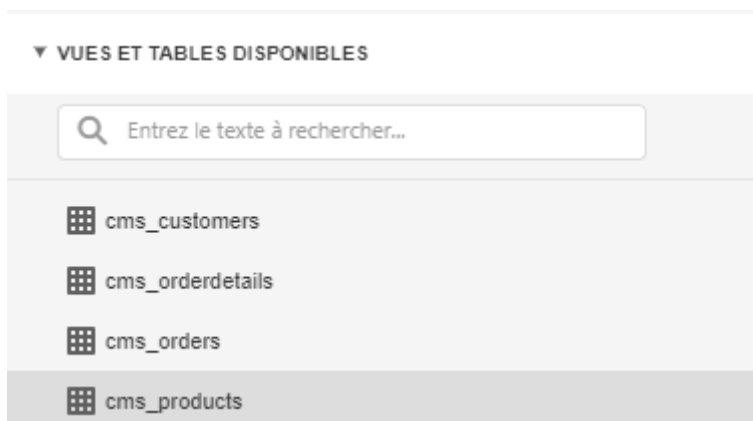 VUES ET TABLES DISPONIBLES
Entrez le texte à rechercher...
cms_customers
cms_orderdetails
cms_orders
cms_products